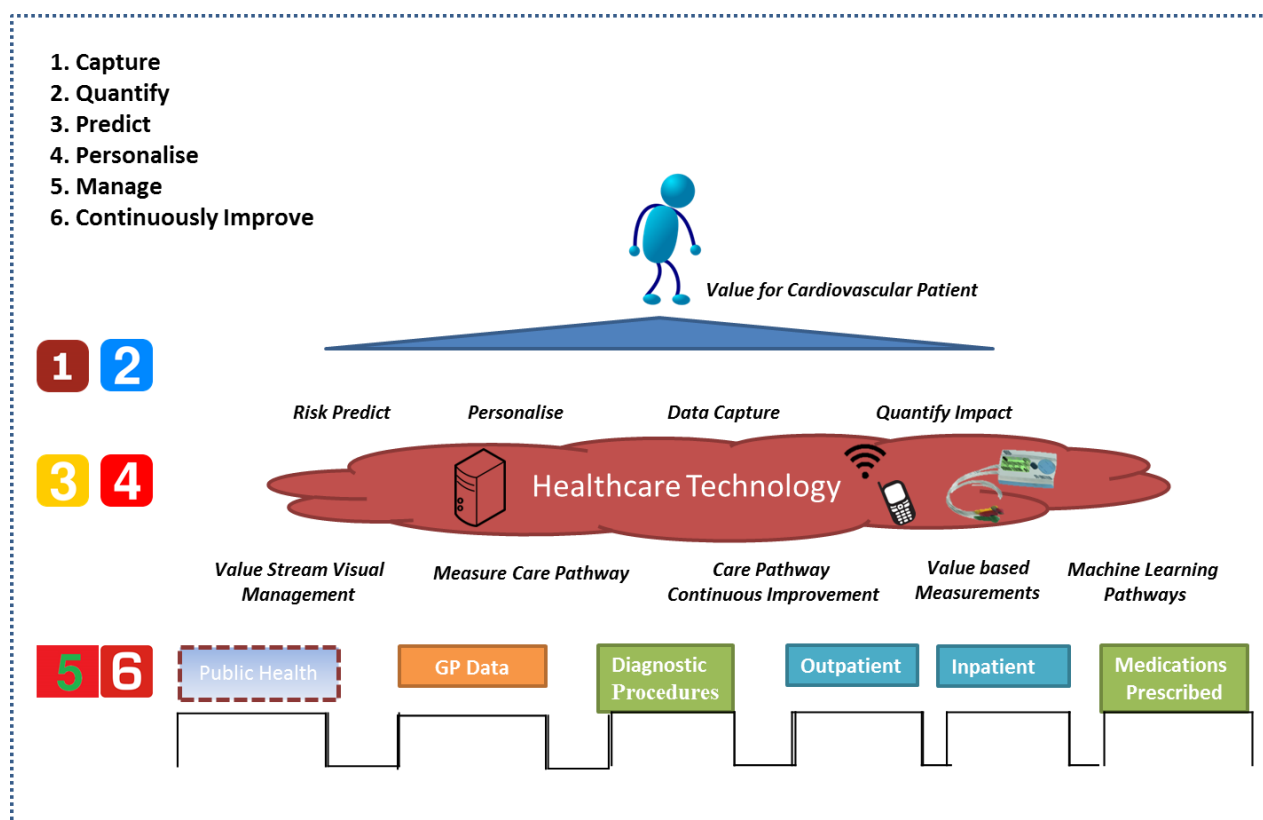 1. Capture
2. Quantify
3. Predict
4. Personalise
5. Manage
6. Continuously Improve
Value for Cardiovascular Patient
1 2
Risk Predict Personalise Data Capture Quantify Impact
3 4
Healthcare Technology
Value Stream Visual
Management
Measure Care Pathway
Care Pathway
Continuous Improvement
Value based
Measurements
Machine Learning
Pathways
5 6
Public Health
GP Data
Diagnostic
Procedures
Outpatient
Inpatient
Medications
Prescribed